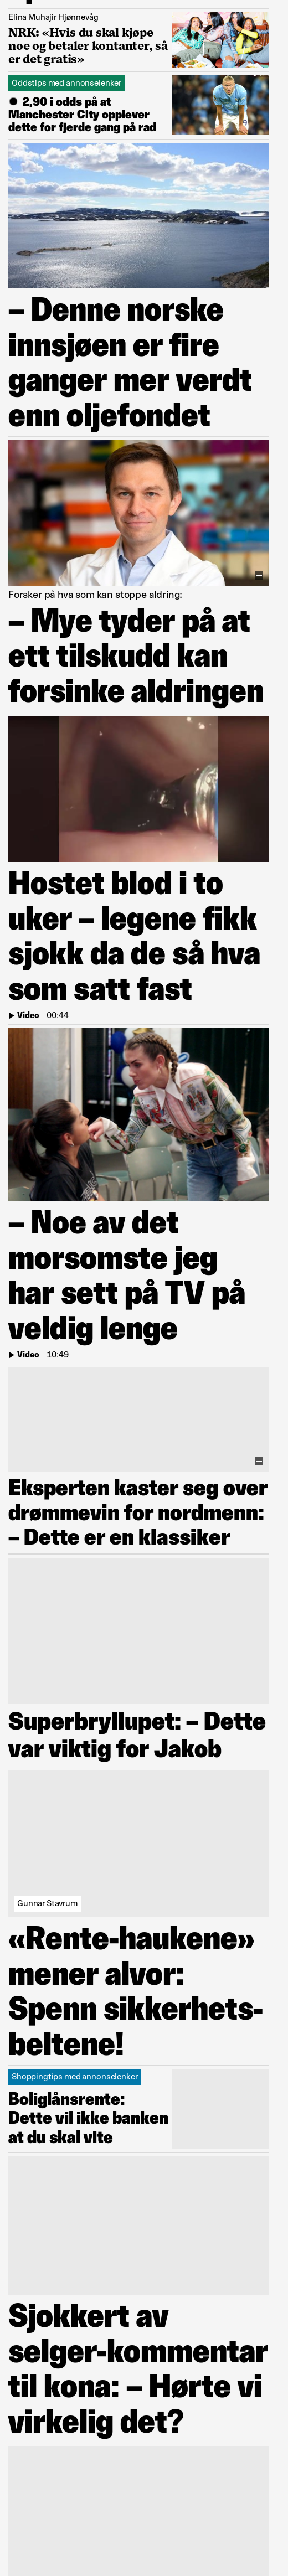 Elina Muhajir Hjønnevåg
NRK: «Hvis du skal kjøpe
noe og betaler kontanter, så
er det gratis»
Oddstips med annonselenker
2,90 i odds på at
Manchester City opplever
dette for fjerde gang på rad
– Denne norske
innsjøen er fire
ganger mer verdt
enn oljefondet
Forsker på hva som kan stoppe aldring:
– Mye tyder på at
ett tilskudd kan
forsinke aldringen
Hostet blod i to
uker – legene fikk
sjokk da de så hva
som satt fast
Video | 00:44
– Noe av det
morsomste jeg
har sett på TV på
veldig lenge
Video | 10:49
Eksperten kaster seg over
drømmevin for nordmenn:
– Dette er en klassiker
Superbryllupet: – Dette
var viktig for Jakob
Gunnar Stavrum
«Rente-haukene»
mener alvor:
Spenn sikkerhets-
beltene!
Shoppingtips med annonselenker
Boliglånsrente:
Dette vil ikke banken
at du skal vite
Sjokkert av
selger-kommentar
til kona: – Hørte vi
virkelig det?